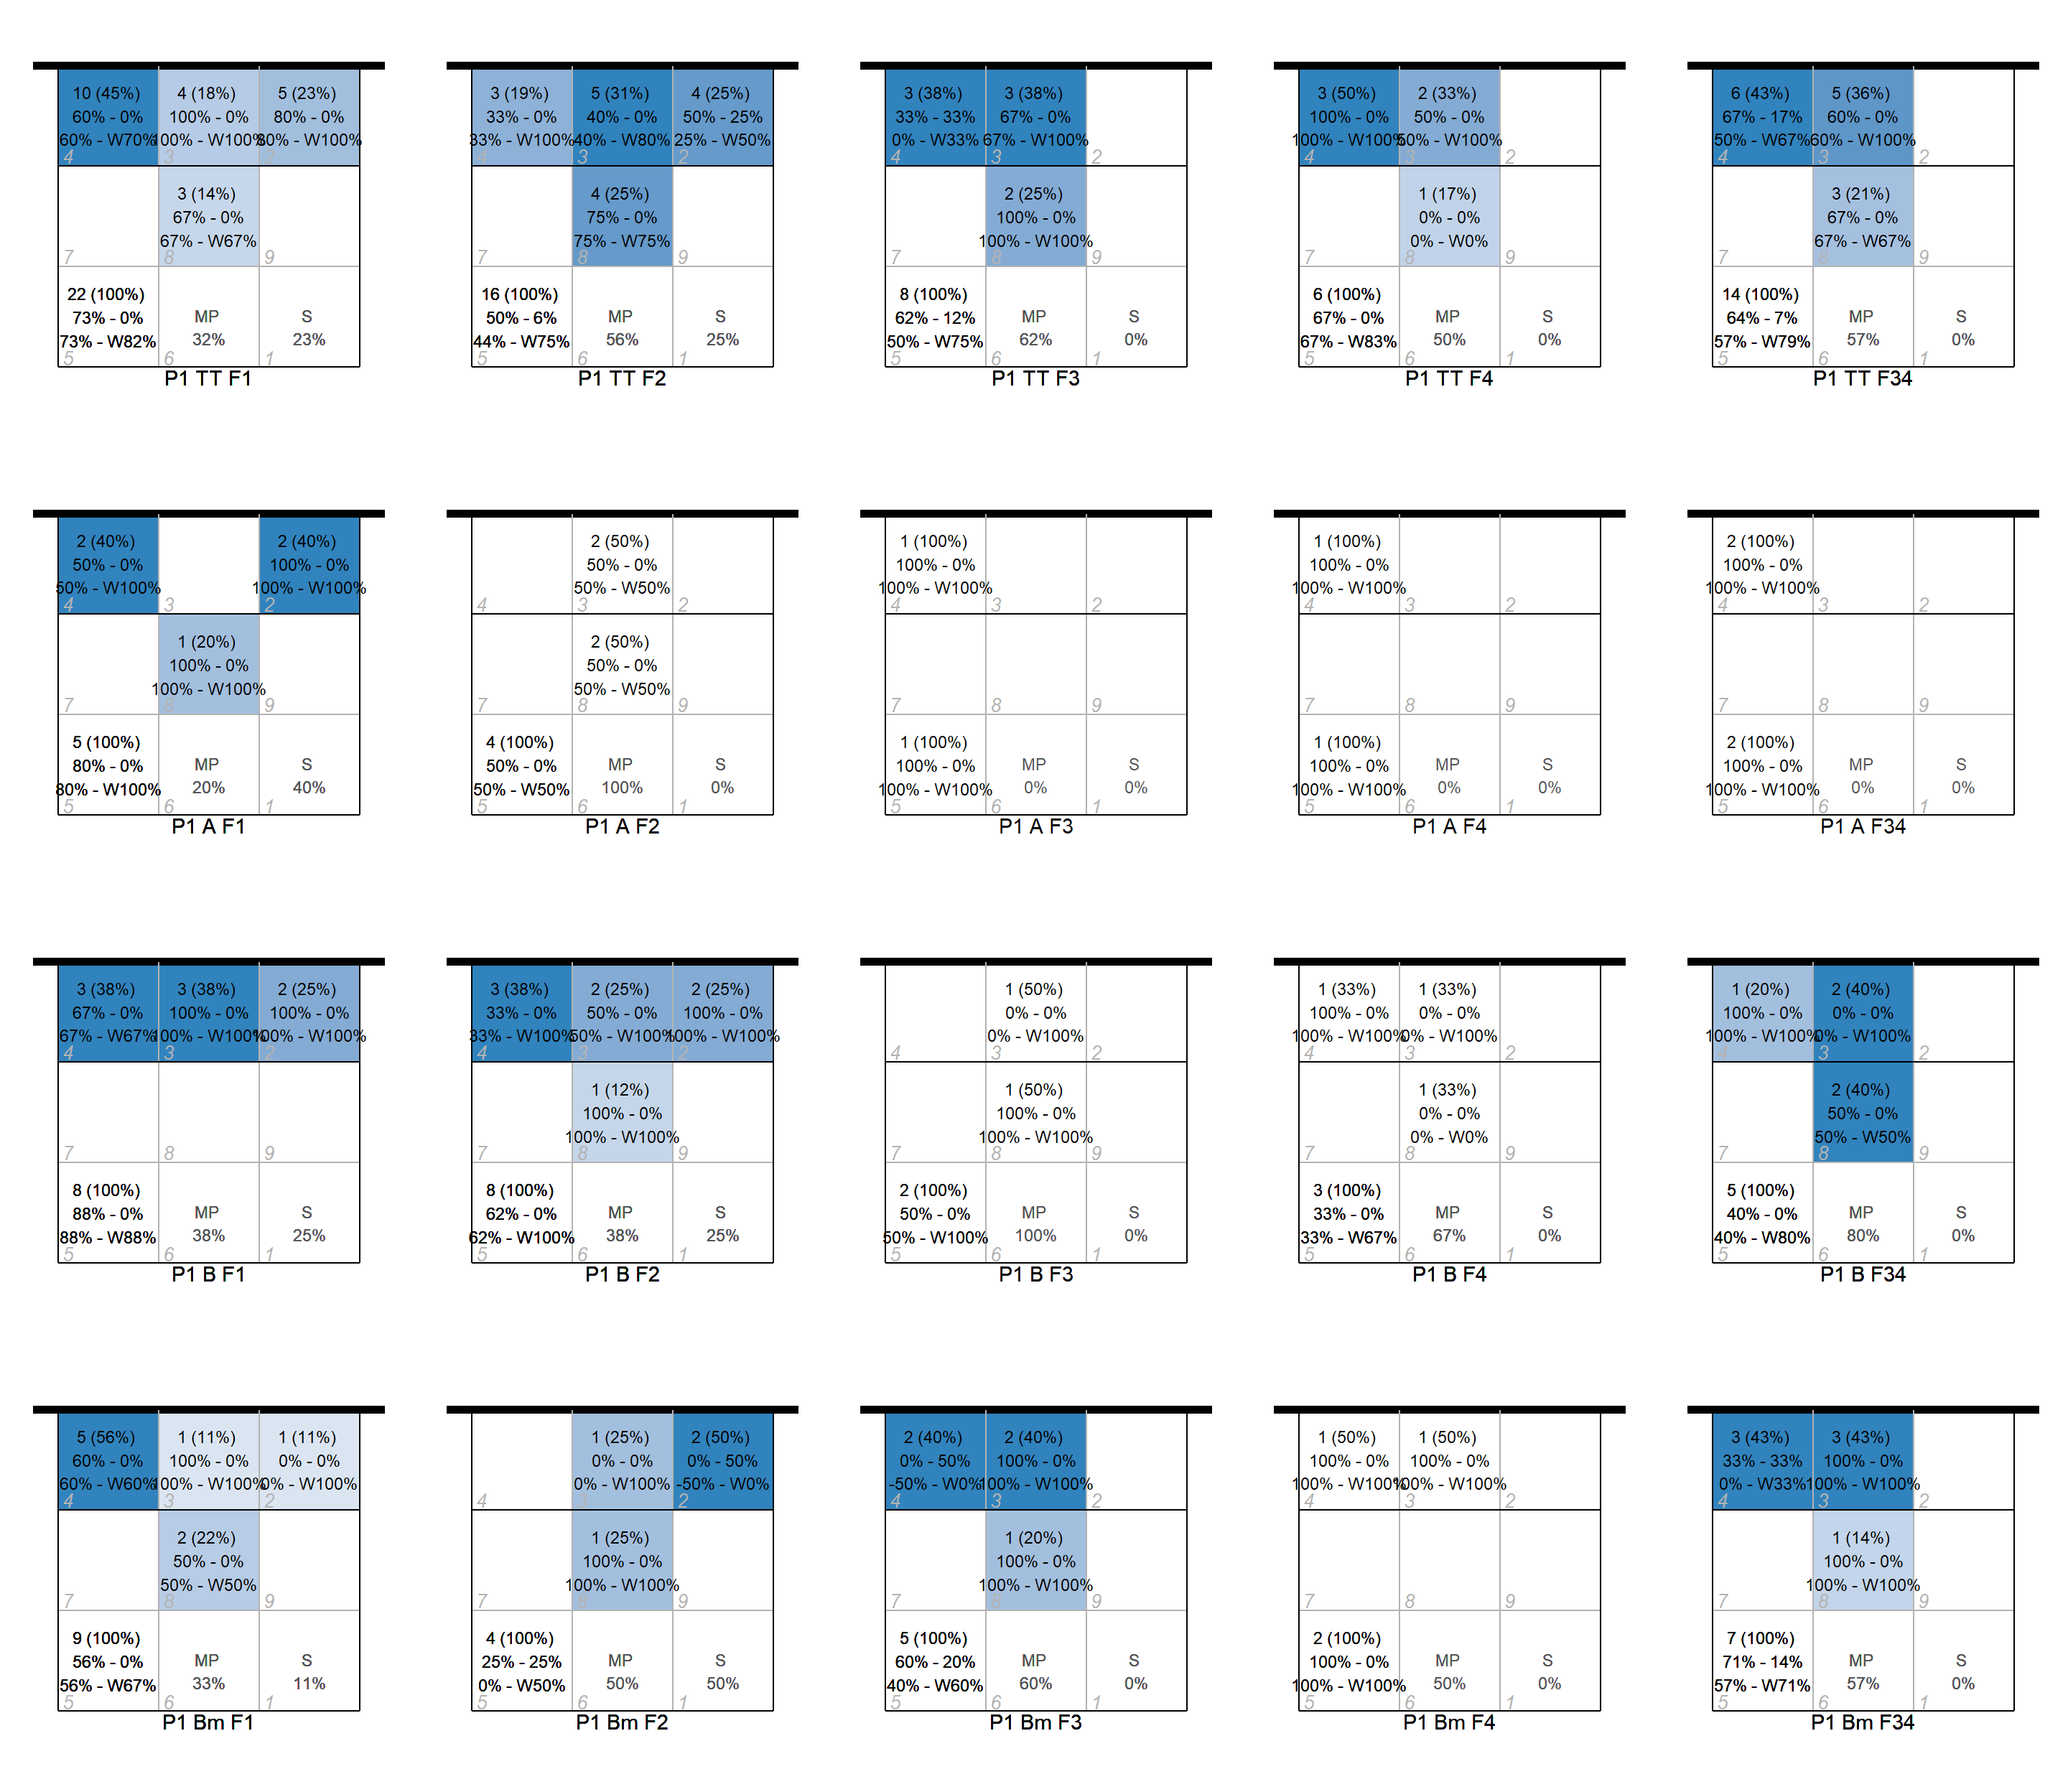 10 (45%)
60% - 0%
60% - W70%
4
4 (18%)
100% - 0%
100% - W100%
3
5 (23%)
80% - 0%
80% - W100%
2
7
3 (14%)
67% - 0%
67% - W67%
8
9
22 (100%)
73% - 0%
73% - W82%
5
MP
32%
6
S
23%
1
P1 TT F1
3 (19%)
33% - 0%
33% - W100%
4
5 (31%)
40% - 0%
40% - W80%
3
4 (25%)
50% - 25%
25% - W50%
2
7
4 (25%)
75% - 0%
75% - W75%
8
9
16 (100%)
50% - 6%
44% - W75%
5
MP
56%
6
S
25%
1
P1 TT F2
3 (38%)
33% - 33%
0% - W33%
4
3 (38%)
67% - 0%
67% - W100%
3
2
7
2 (25%)
100% - 0%
100% - W100%
8
9
8 (100%)
62% - 12%
50% - W75%
5
MP
62%
6
S
0%
1
P1 TT F3
3 (50%)
100% - 0%
100% - W100%
4
2 (33%)
50% - 0%
50% - W100%
3
2
7
1 (17%)
0% - 0%
0% - W0%
8
9
6 (100%)
67% - 0%
67% - W83%
5
MP
50%
6
S
0%
1
P1 TT F4
6 (43%)
67% - 17%
50% - W67%
4
5 (36%)
60% - 0%
60% - W100%
3
2
7
3 (21%)
67% - 0%
67% - W67%
8
9
14 (100%)
64% - 7%
57% - W79%
5
MP
57%
6
S
0%
1
P1 TT F34
2 (40%)
50% - 0%
50% - W100%
4
3
2 (40%)
100% - 0%
100% - W100%
2
7
1 (20%)
100% - 0%
100% - W100%
8
9
5 (100%)
80% - 0%
80% - W100%
5
MP
20%
6
S
40%
1
P1 A F1
4
2 (50%)
50% - 0%
50% - W50%
3
2
7
2 (50%)
50% - 0%
50% - W50%
8
9
4 (100%)
50% - 0%
50% - W50%
5
MP
100%
6
S
0%
1
P1 A F2
1 (100%)
100% - 0%
100% - W100%
4
3
2
7
8
9
1 (100%)
100% - 0%
100% - W100%
5
MP
0%
6
S
0%
1
P1 A F3
1 (100%)
100% - 0%
100% - W100%
4
3
2
7
8
9
1 (100%)
100% - 0%
100% - W100%
5
MP
0%
6
S
0%
1
P1 A F4
2 (100%)
100% - 0%
100% - W100%
4
3
2
7
8
9
2 (100%)
100% - 0%
100% - W100%
5
MP
0%
6
S
0%
1
P1 A F34
3 (38%)
67% - 0%
67% - W67%
4
3 (38%)
100% - 0%
100% - W100%
3
2 (25%)
100% - 0%
100% - W100%
2
7
8
9
8 (100%)
88% - 0%
88% - W88%
5
MP
38%
6
S
25%
1
P1 B F1
3 (38%)
33% - 0%
33% - W100%
4
2 (25%)
50% - 0%
50% - W100%
3
2 (25%)
100% - 0%
100% - W100%
2
7
1 (12%)
100% - 0%
100% - W100%
8
9
8 (100%)
62% - 0%
62% - W100%
5
MP
38%
6
S
25%
1
P1 B F2
4
1 (50%)
0% - 0%
0% - W100%
3
2
7
1 (50%)
100% - 0%
100% - W100%
8
9
2 (100%)
50% - 0%
50% - W100%
5
MP
100%
6
S
0%
1
P1 B F3
1 (33%)
100% - 0%
100% - W100%
4
1 (33%)
0% - 0%
0% - W100%
3
2
7
1 (33%)
0% - 0%
0% - W0%
8
9
3 (100%)
33% - 0%
33% - W67%
5
MP
67%
6
S
0%
1
P1 B F4
1 (20%)
100% - 0%
100% - W100%
4
2 (40%)
0% - 0%
0% - W100%
3
2
7
2 (40%)
50% - 0%
50% - W50%
8
9
5 (100%)
40% - 0%
40% - W80%
5
MP
80%
6
S
0%
1
P1 B F34
5 (56%)
60% - 0%
60% - W60%
4
1 (11%)
100% - 0%
100% - W100%
3
1 (11%)
0% - 0%
0% - W100%
2
7
2 (22%)
50% - 0%
50% - W50%
8
9
9 (100%)
56% - 0%
56% - W67%
5
MP
33%
6
S
11%
1
P1 Bm F1
4
1 (25%)
0% - 0%
0% - W100%
3
2 (50%)
0% - 50%
-50% - W0%
2
7
1 (25%)
100% - 0%
100% - W100%
8
9
4 (100%)
25% - 25%
0% - W50%
5
MP
50%
6
S
50%
1
P1 Bm F2
2 (40%)
0% - 50%
-50% - W0%
4
2 (40%)
100% - 0%
100% - W100%
3
2
7
1 (20%)
100% - 0%
100% - W100%
8
9
5 (100%)
60% - 20%
40% - W60%
5
MP
60%
6
S
0%
1
P1 Bm F3
1 (50%)
100% - 0%
100% - W100%
4
1 (50%)
100% - 0%
100% - W100%
3
2
7
8
9
2 (100%)
100% - 0%
100% - W100%
5
MP
50%
6
S
0%
1
P1 Bm F4
3 (43%)
33% - 33%
0% - W33%
4
3 (43%)
100% - 0%
100% - W100%
3
2
7
1 (14%)
100% - 0%
100% - W100%
8
9
7 (100%)
71% - 14%
57% - W71%
5
MP
57%
6
S
0%
1
P1 Bm F34